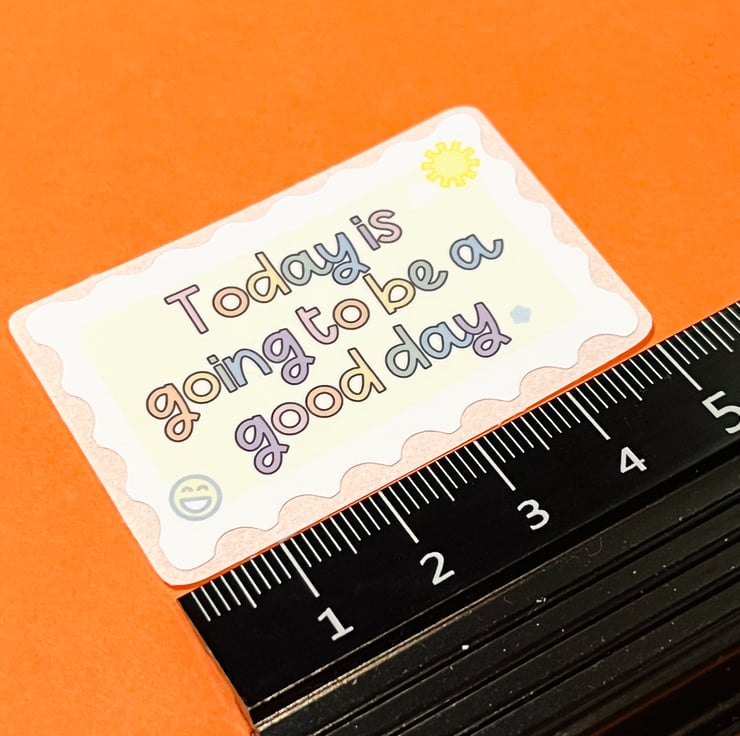 Today is
going to be a
good day
1 2 3 4 5